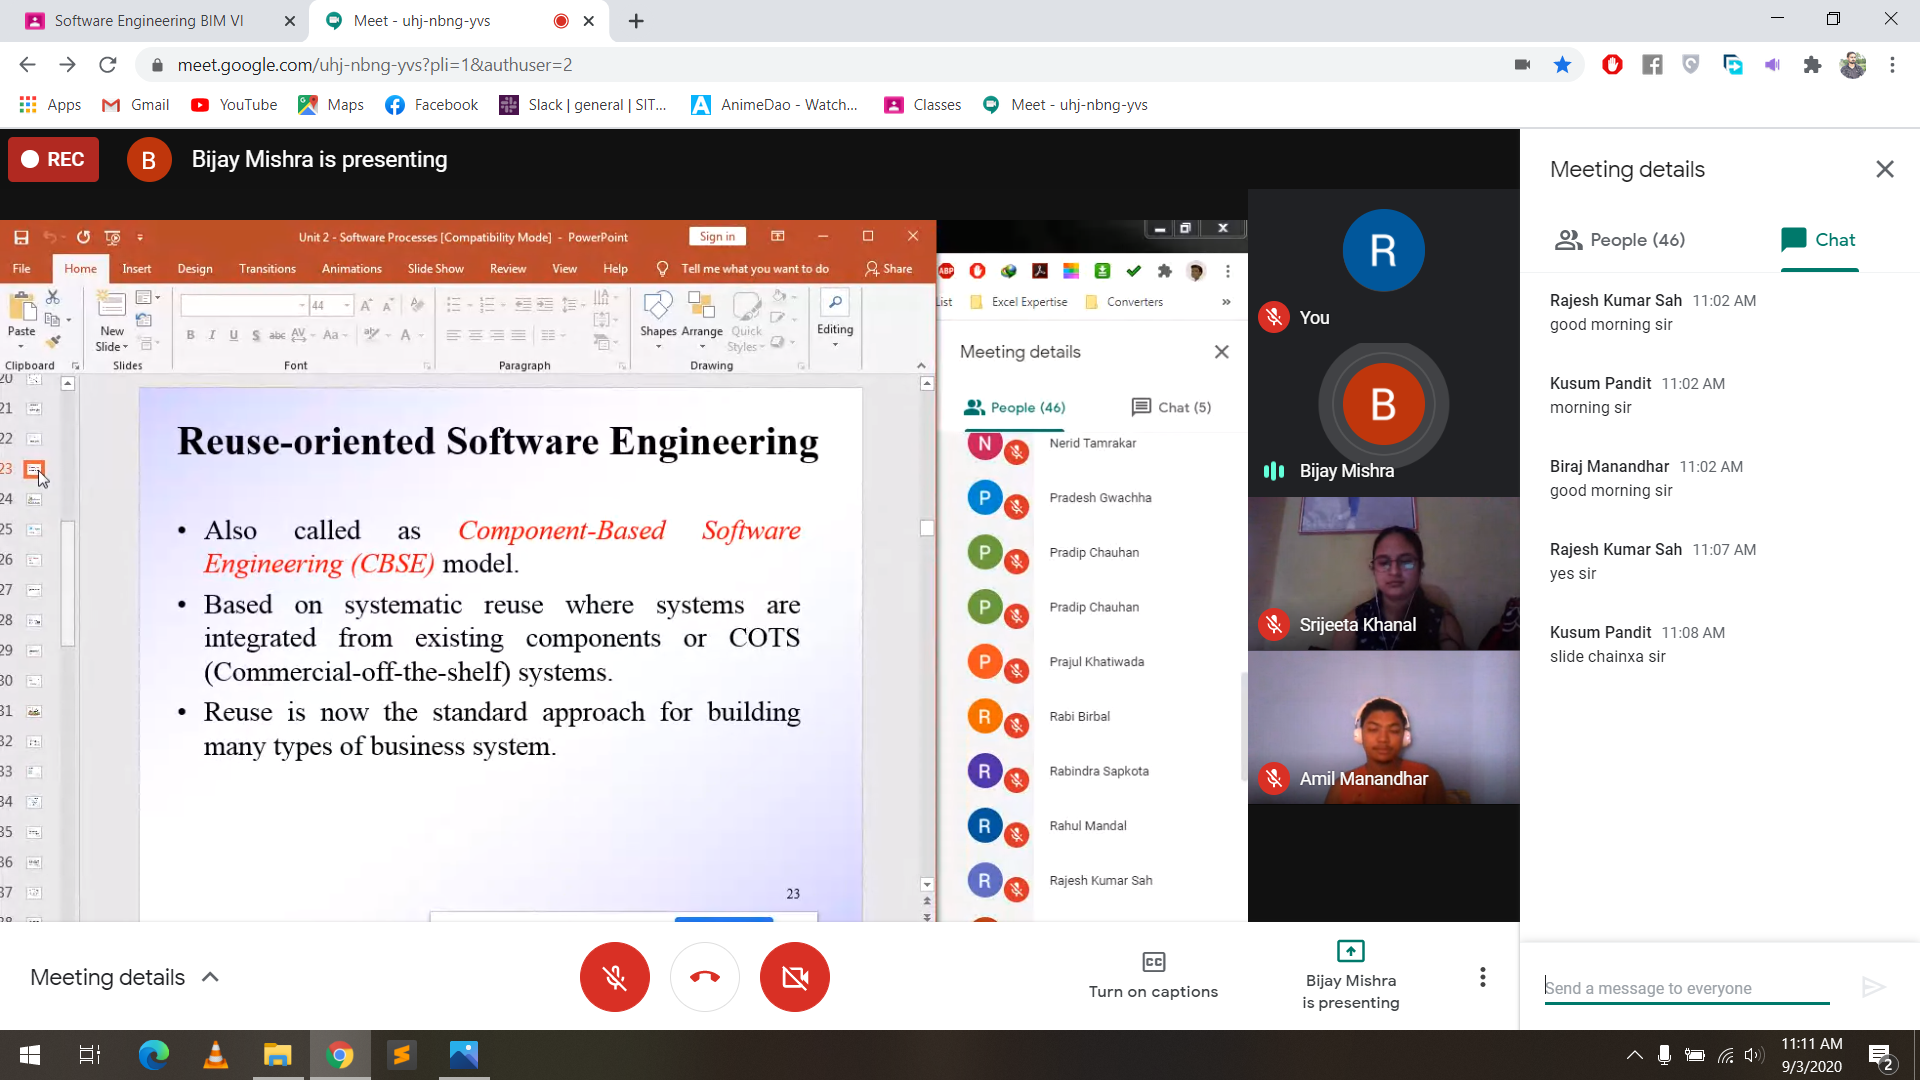 Software Engineering BIM VI
Meet - uhj-nbng-yvs
meet.google.com/uhj-nbng-yvs?pli=1&authuser=2
Apps
Gmail
YouTube
Maps
Facebook
Slack | general | SIT...
AnimeDao - Watch...
Classes
Meet - uhj-nbng-yvs
REC
B
Bijay Mishra is presenting
Unit 2 - Software Processes [Compatibility Mode] - PowerPoint
Sign in
File
Home
Insert
Design
Transitions
Animations
Slide Show
Review
View
Help
Tell me what you want to do
Share
Paste
New
Slide
44
B I U S abc AV Aa A
Shapes
Arrange
Quick
Styles
Editing
Clipboard
Slides
Font
Paragraph
Drawing
20
21
22
23
24
25
26
27
28
29
30
31
32
33
34
35
36
37
38
Reuse-oriented Software Engineering
• Also called as Component-Based Software
Engineering (CBSE) model.
• Based on systematic reuse where systems are
integrated from existing components or COTS
(Commercial-off-the-shelf) systems.
• Reuse is now the standard approach for building
many types of business system.
23
ABP
List
Excel Expertise
Converters
»
Meeting details
People (46)
Chat (5)
N
Nerid Tamrakar
P
Pradesh Gwachha
P
Pradip Chauhan
P
Pradip Chauhan
P
Prajul Khatiwada
R
Rabi Birbal
R
Rabindra Sapkota
R
Rahul Mandal
R
Rajesh Kumar Sah
R
You
B
Bijay Mishra
Srijeeta Khanal
Amil Manandhar
Meeting details
People (46)
Chat
Rajesh Kumar Sah 11:02 AM
good morning sir
Kusum Pandit 11:02 AM
morning sir
Biraj Manandhar 11:02 AM
good morning sir
Rajesh Kumar Sah 11:07 AM
yes sir
Kusum Pandit 11:08 AM
slide chainxa sir
Send a message to everyone
Meeting details
CC
Turn on captions
Bijay Mishra
is presenting
11:11 AM
9/3/2020
2